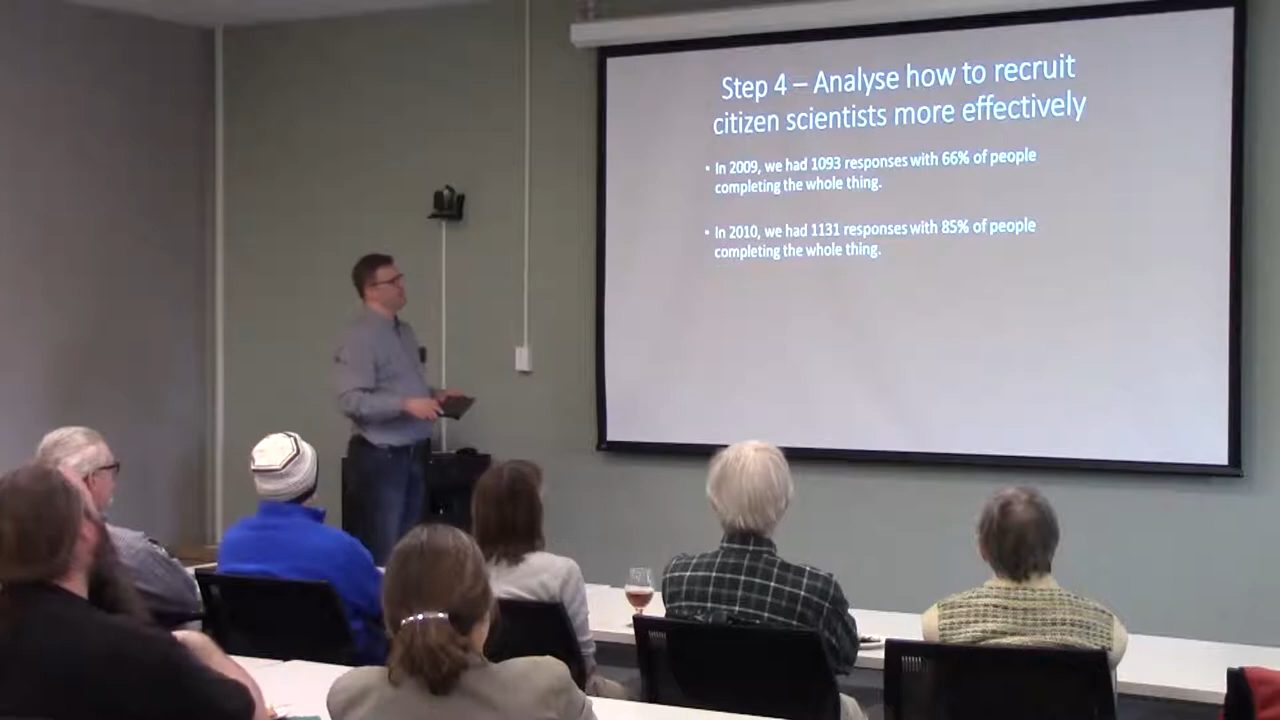 Step 4 – Analyse how to recruit
citizen scientists more effectively
• In 2009, we had 1093 responses with 66% of people
completing the whole thing.
• In 2010, we had 1131 responses with 85% of people
completing the whole thing.